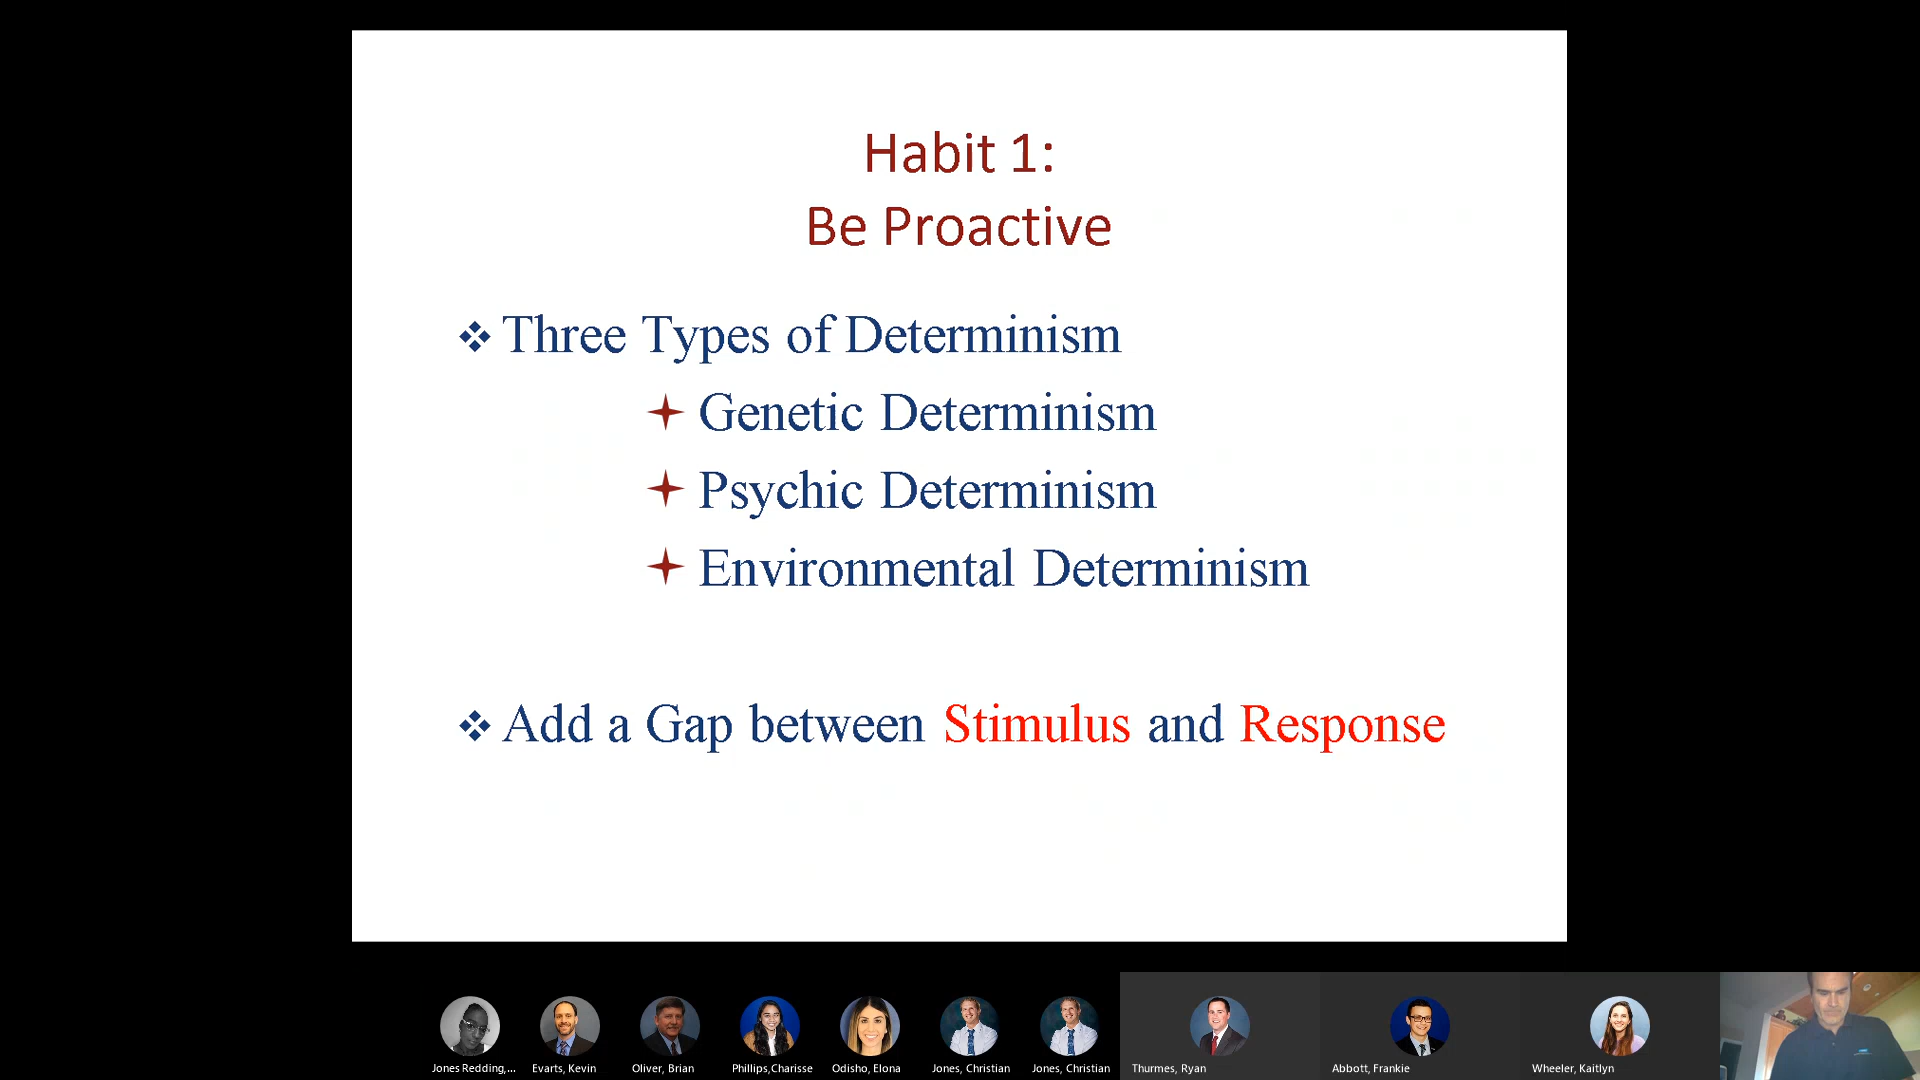 Habit 1:
Be Proactive
Three Types of Determinism
Genetic Determinism
Psychic Determinism
Environmental Determinism
Add a Gap between Stimulus and Response
Jones Redding,... Evarts, Kevin Oliver, Brian Phillips,Charisse Odisho, Elona Jones, Christian Jones, Christian Thurmes, Ryan Abbott, Frankie Wheeler, Kaitlyn